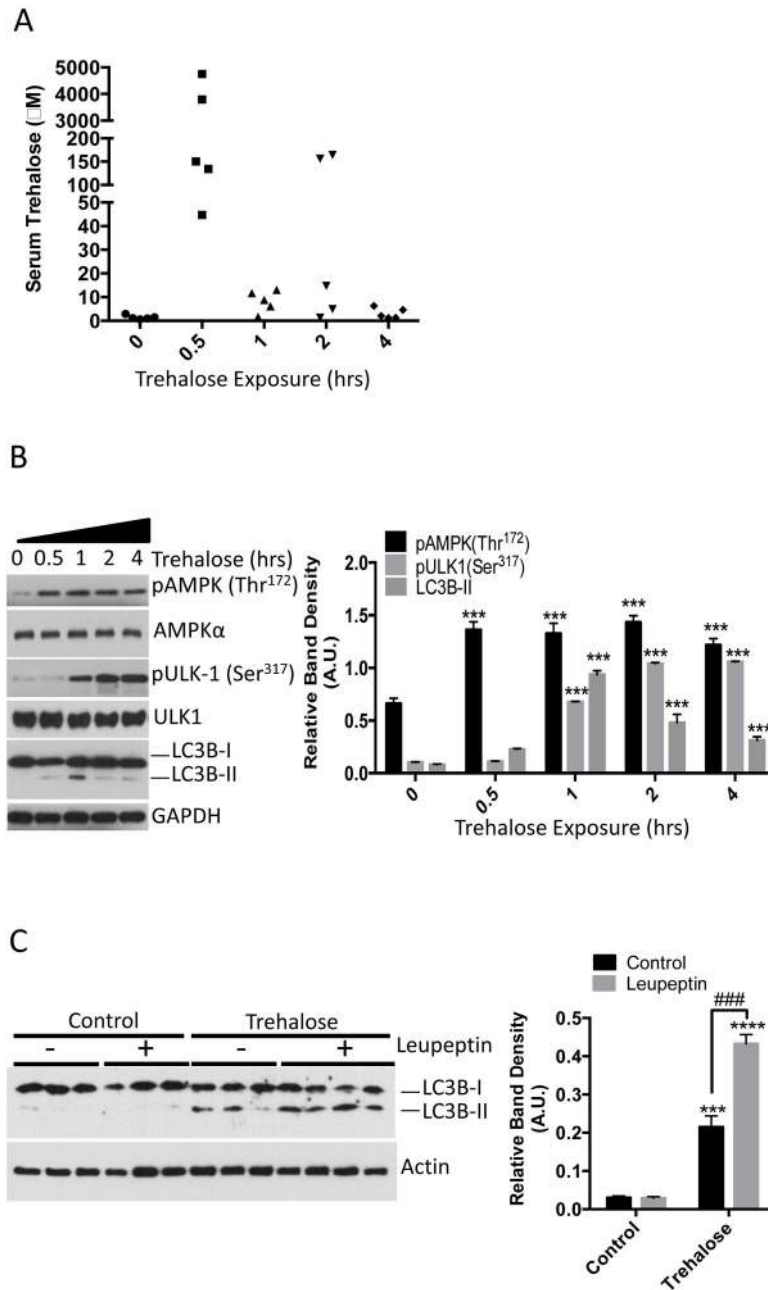 A
Serum Trehalose (□M)
5000
4000
3000
200
150
100
50
40
30
20
10
0
0 0.5 1 2 4
Trehalose Exposure (hrs)
B
0 0.5 1 2 4 Trehalose (hrs)
pAMPK (Thr¹⁷²)
AMPKα
pULK-1 (Ser³¹⁷)
ULK1
LC3B-I
LC3B-II
GAPDH
pAMPK(Thr¹⁷²)
pULK1(Ser³¹⁷)
LC3B-II
Relative Band Density
(A.U.)
2.0
1.5
1.0
0.5
0.0
*** *** *** *** *** *** *** *** *** ***
0 0.5 1 2 4
Trehalose Exposure (hrs)
C
Control Trehalose
- + - + Leupeptin
LC3B-I
LC3B-II
Actin
Control
Leupeptin
Relative Band Density
(A.U.)
0.5
0.4
0.3
0.2
0.1
0.0
###
*** ****
Control Trehalose